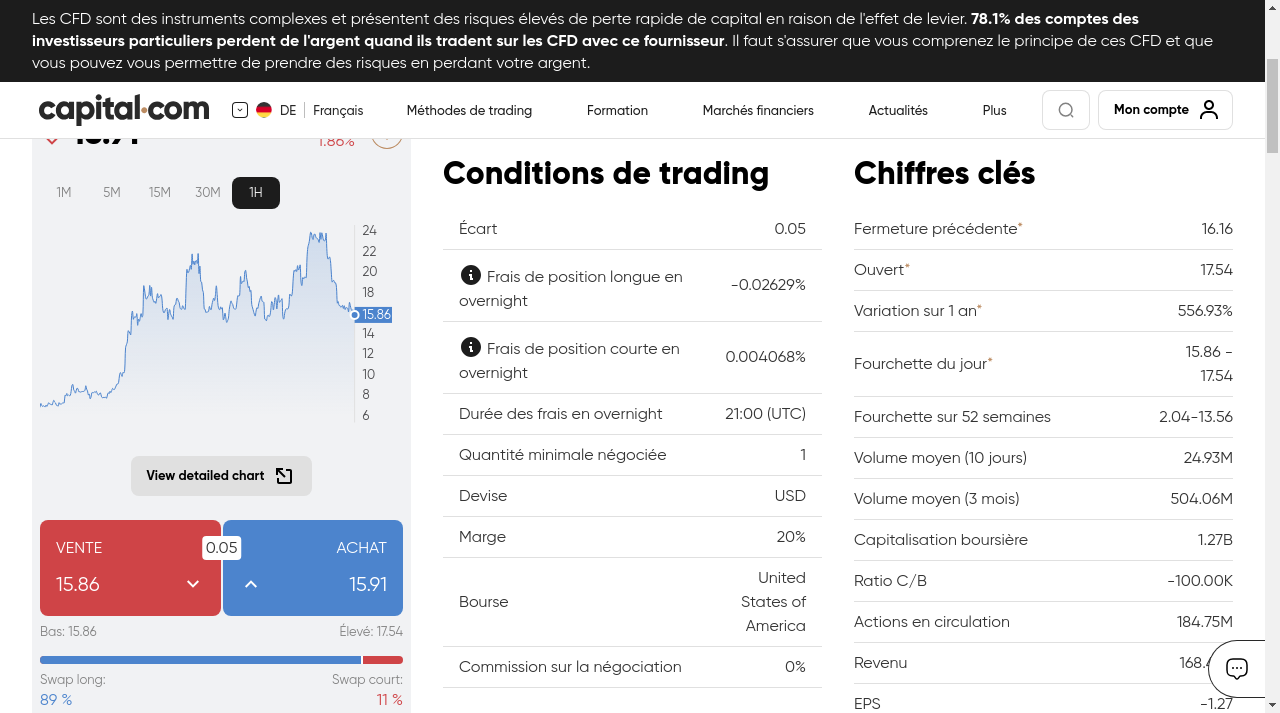 Les CFD sont des instruments complexes et présentent des risques élevés de perte rapide de capital en raison de l'effet de levier. 78.1% des comptes des
investisseurs particuliers perdent de l'argent quand ils tradent sur les CFD avec ce fournisseur. Il faut s'assurer que vous comprenez le principe de ces CFD et que
vous pouvez vous permettre de prendre des risques en perdant votre argent.
capital.com
DE
Français
Méthodes de trading
Formation
Marchés financiers
Actualités
Plus
Mon compte
1.86%
1M
5M
15M
30M
1H
24
22
20
18
15.86
14
12
10
8
6
View detailed chart
VENTE
0.05
ACHAT
15.86
15.91
Bas: 15.86
Élevé: 17.54
Swap long:
Swap court:
89 %
11 %
Conditions de trading
Écart
0.05
Frais de position longue en
overnight
-0.02629%
Frais de position courte en
overnight
0.004068%
Durée des frais en overnight
21:00 (UTC)
Quantité minimale négociée
1
Devise
USD
Marge
20%
Bourse
United
States of
America
Commission sur la négociation
0%
Chiffres clés
Fermeture précédente*
16.16
Ouvert*
17.54
Variation sur 1 an*
556.93%
Fourchette du jour*
15.86 -
17.54
Fourchette sur 52 semaines
2.04-13.56
Volume moyen (10 jours)
24.93M
Volume moyen (3 mois)
504.06M
Capitalisation boursière
1.27B
Ratio C/B
-100.00K
Actions en circulation
184.75M
Revenu
168.
EPS
-1.27